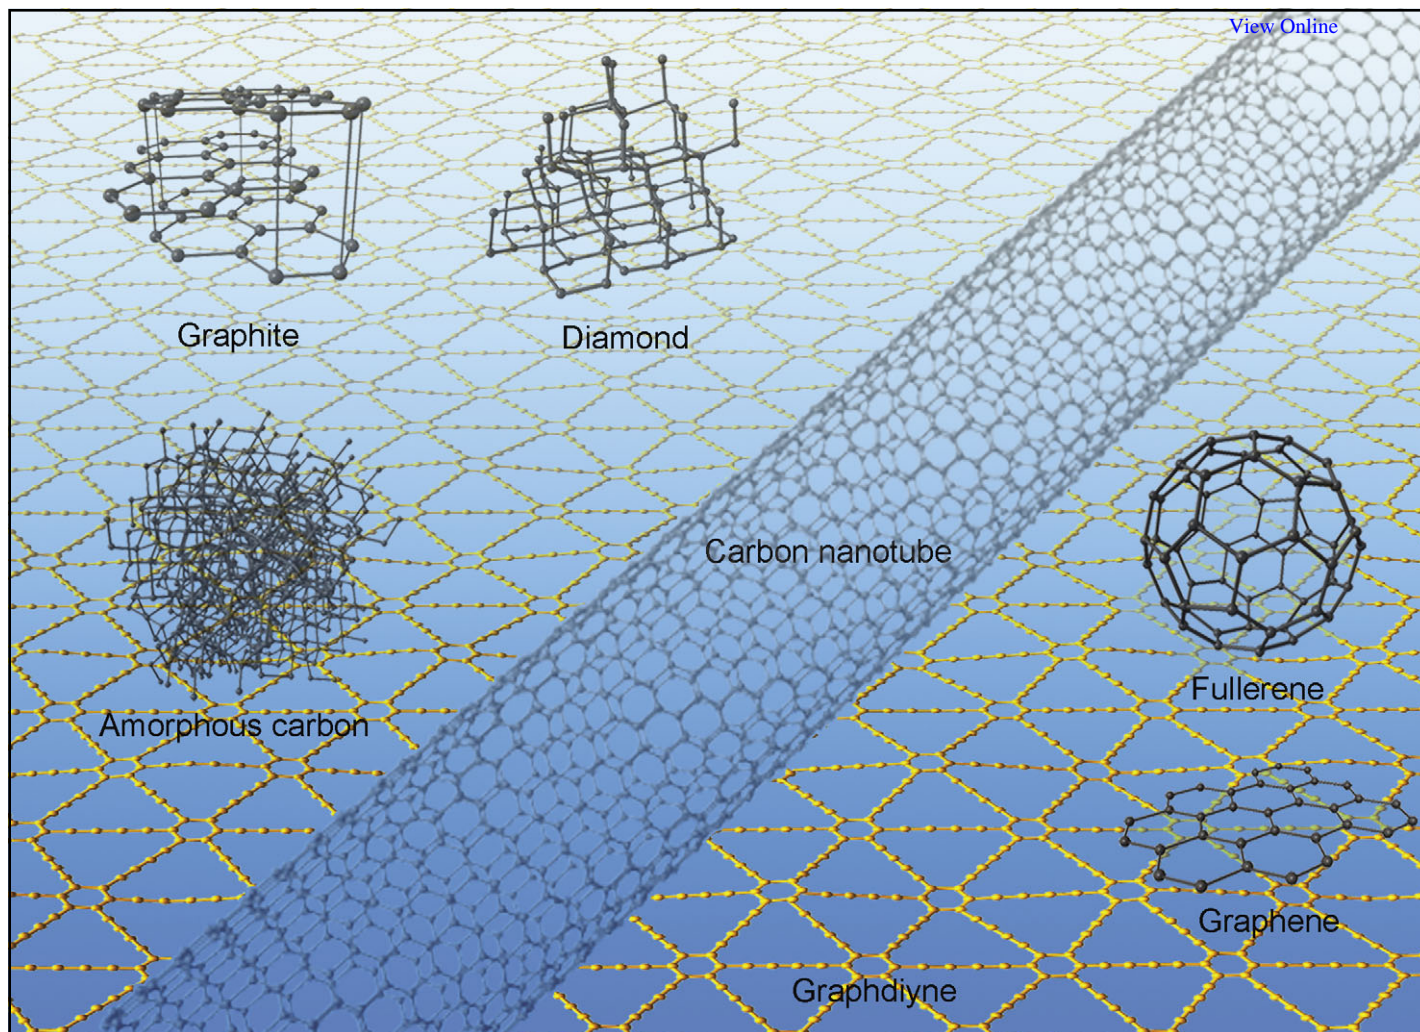 View Online
Graphite
Diamond
Carbon nanotube
Amorphous carbon
Fullerene
Graphene
Graphdiyne